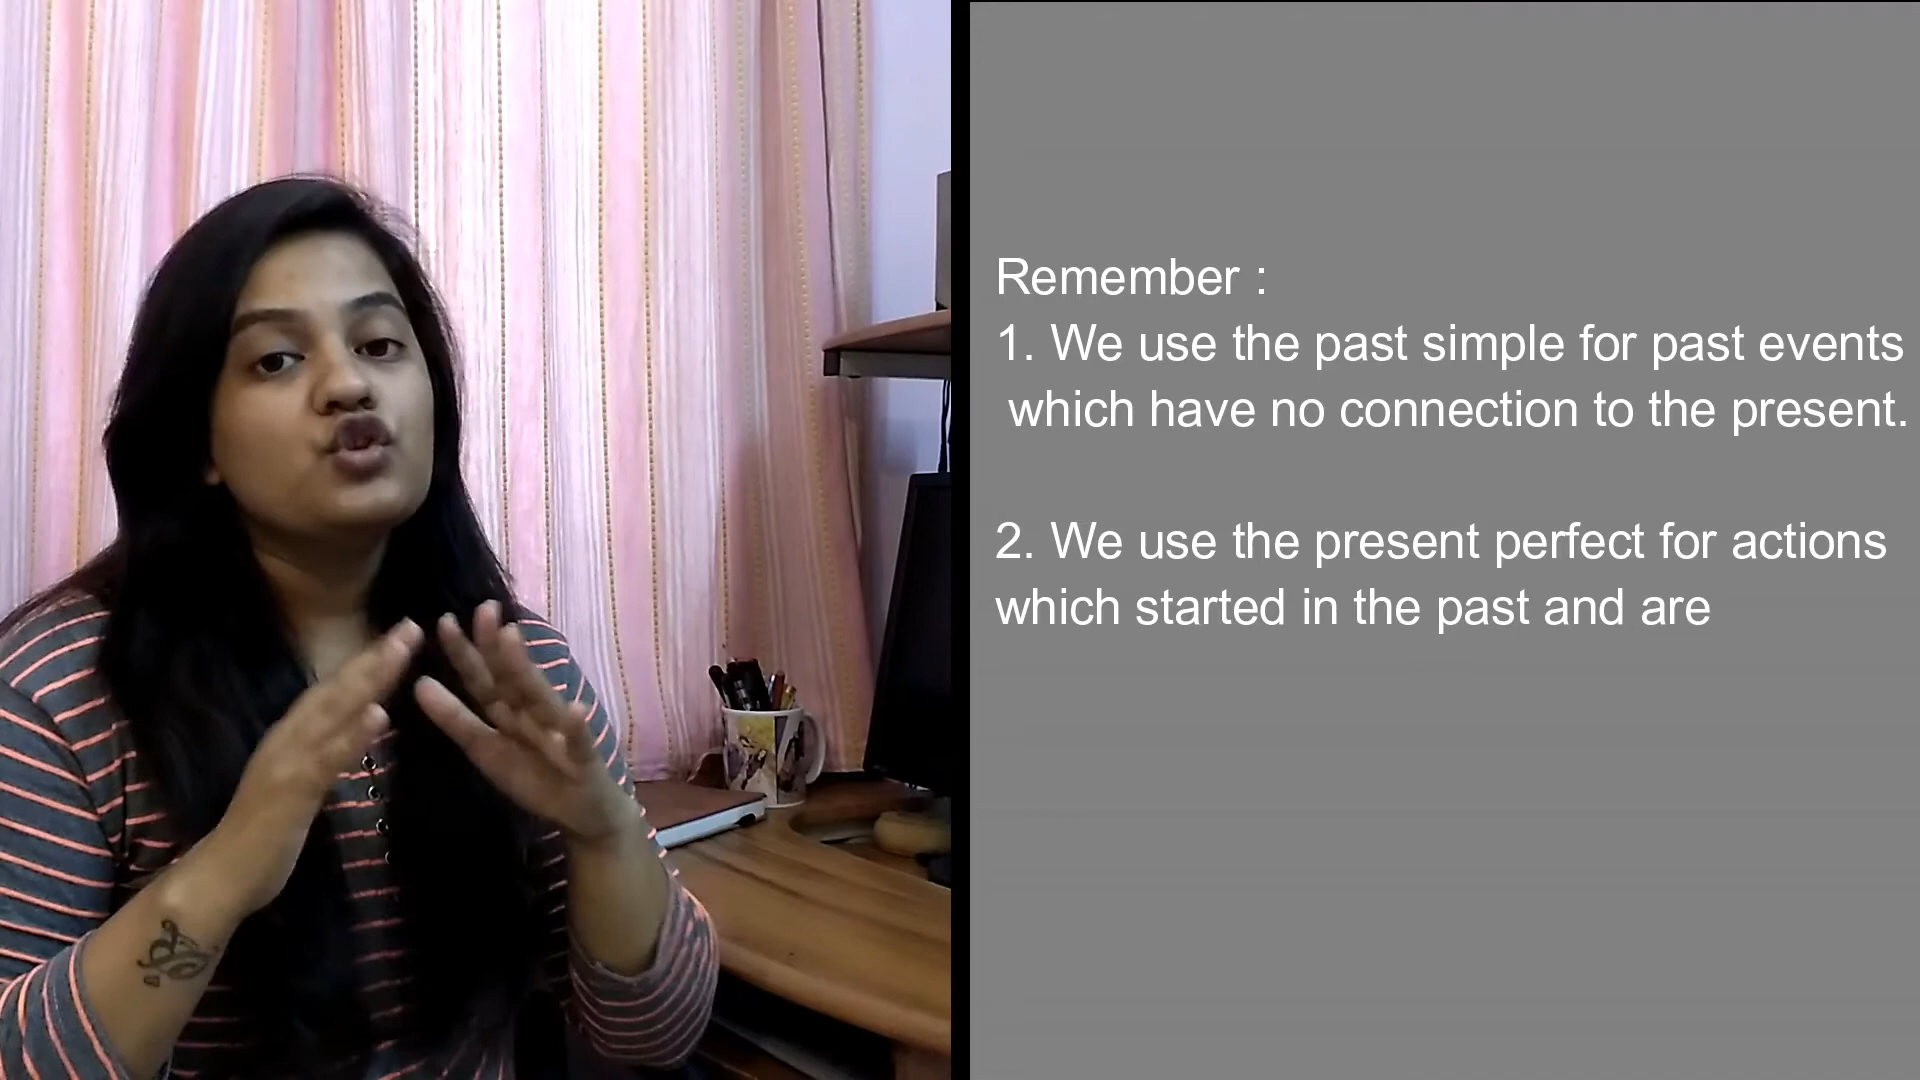 Remember :
1. We use the past simple for past events
which have no connection to the present.
2. We use the present perfect for actions
which started in the past and are